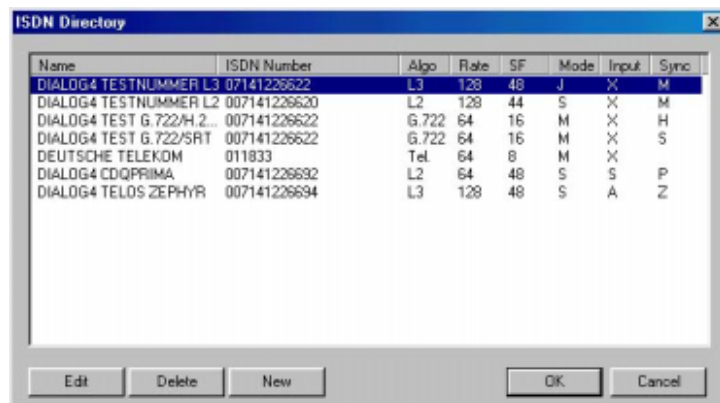 ISDN Directory
Name ISDN Number Algo Rate SF Mode Input Sync
DIALOG4 TESTNUMMER L3 07141226622 L3 128 48 J X M
DIALOG4 TESTNUMMER L2 007141226620 L2 128 44 S X M
DIALOG4 TEST G.722/H.2... 007141226622 G.722 64 16 M X H
DIALOG4 TEST G.722/SRT 007141226622 G.722 64 16 M X S
DEUTSCHE TELEKOM 011833 Tel. 64 8 M X
DIALOG4 CDQPRIMA 007141226692 L2 64 48 S S P
DIALOG4 TELOS ZEPHYR 007141226694 L3 128 48 S A Z
Edit Delete New OK Cancel